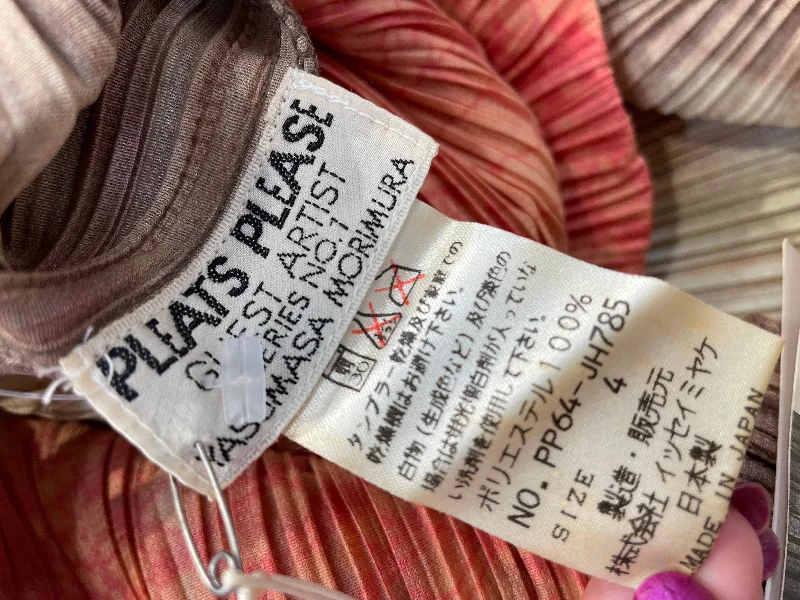 PLEATS PLEASE
GUEST ARTIST
SERIES NO.1
YASUMASA MORIMURA
タンブラー乾燥及び家庭での
乾燥機はお避け下さい。
白物(生成色など)及び淡色の
場合は蛍光増白剤が入っていな
い洗剤を使用して下さい。
ポリエステル100%
NO. PP64-JH785
SIZE 4
製造・販売元
株式会社 イッセイミヤケ
日本製
MADE IN JAPAN